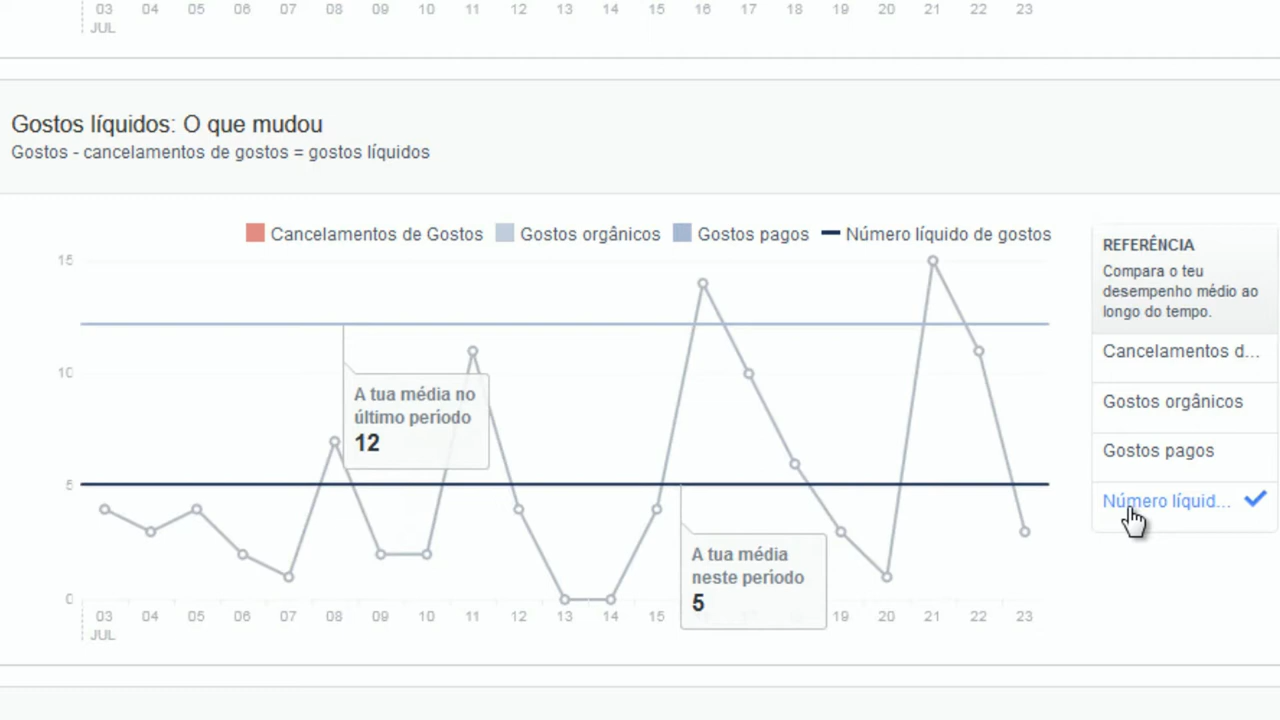 03 04 05 06 07 08 09 10 11 12 13 14 15 16 17 18 19 20 21 22 23
JUL
Gostos líquidos: O que mudou
Gostos - cancelamentos de gostos = gostos líquidos
Cancelamentos de Gostos Gostos orgânicos Gostos pagos Número líquido de gostos
15
10
5
0
A tua média no
último período
12
A tua média
neste período
5
03 04 05 06 07 08 09 10 11 12 13 14 15 19 20 21 22 23
JUL
REFERÊNCIA
Compara o teu
desempenho médio ao
longo do tempo.
Cancelamentos d...
Gostos orgânicos
Gostos pagos
Número líquid...